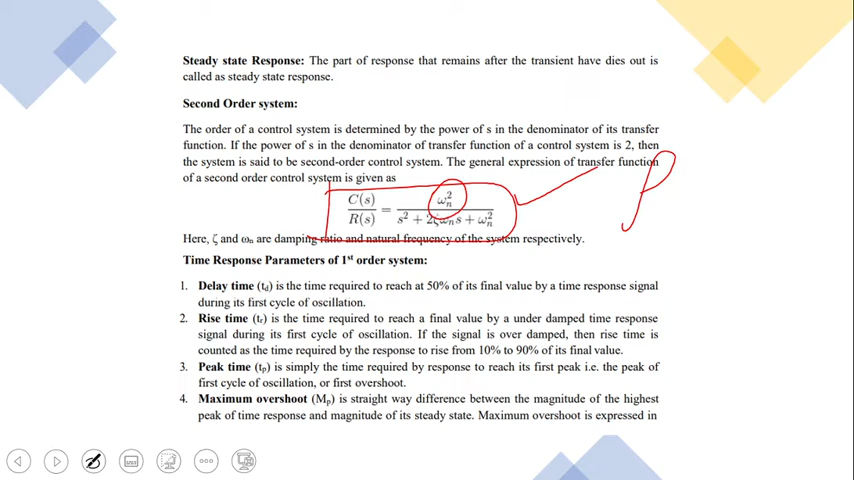 Steady state Response: The part of response that remains after the transient have dies out is
called as steady state response.
Second Order system:
The order of a control system is determined by the power of s in the denominator of its transfer
function. If the power of s in the denominator of transfer function of a control system is 2, then
the system is said to be second-order control system. The general expression of transfer function
of a second order control system is given as
C(s)/R(s) = ωn²/(s² + 2ζωns + ωn²)
Here, ζ and ωn are damping ratio and natural frequency of the system respectively.
Time Response Parameters of 1st order system:
1. Delay time (td) is the time required to reach at 50% of its final value by a time response signal
during its first cycle of oscillation.
2. Rise time (tr) is the time required to reach a final value by a under damped time response
signal during its first cycle of oscillation. If the signal is over damped, then rise time is
counted as the time required by the response to rise from 10% to 90% of its final value.
3. Peak time (tp) is simply the time required by response to reach its first peak i.e. the peak of
first cycle of oscillation, or first overshoot.
4. Maximum overshoot (Mp) is straight way difference between the magnitude of the highest
peak of time response and magnitude of its steady state. Maximum overshoot is expressed in